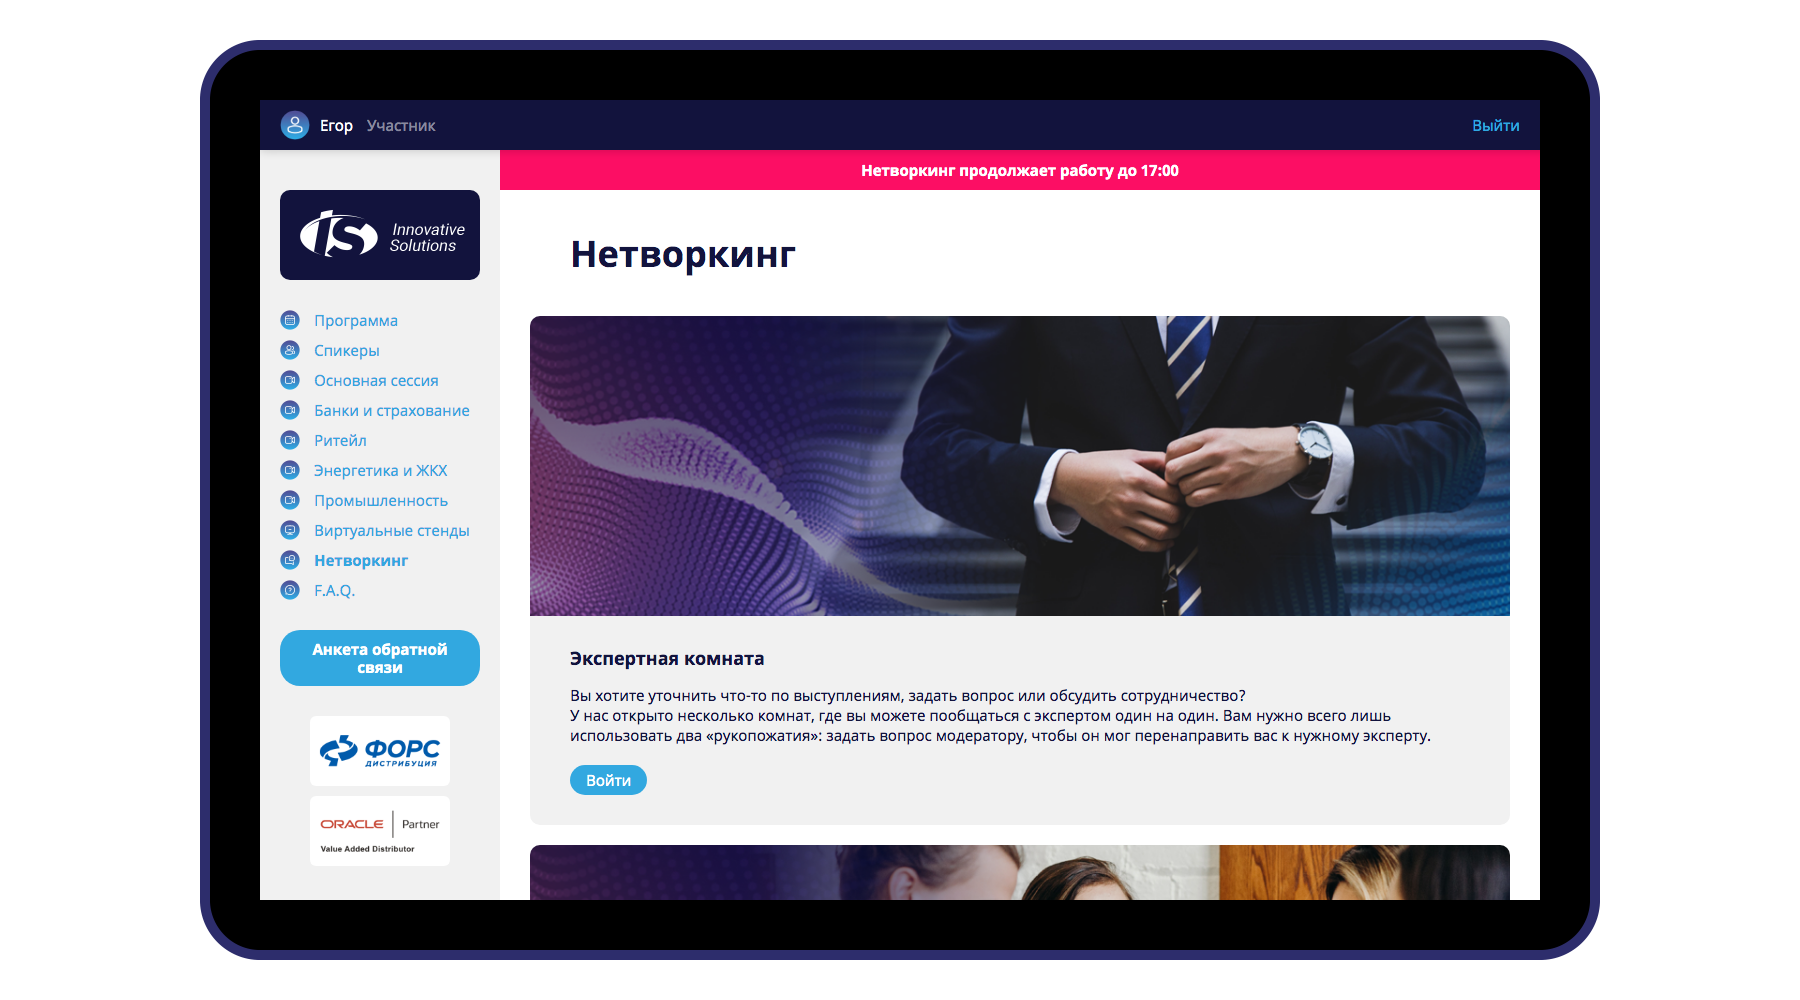 Егор Участник
Выйти
Нетворкинг продолжает работу до 17:00
is Innovative
Solutions
Программа
Спикеры
Основная сессия
Банки и страхование
Ритейл
Энергетика и ЖКХ
Промышленность
Виртуальные стенды
Нетворкинг
F.A.Q.
Анкета обратной
связи
ФОРС
ДИСТРИБУЦИЯ
ORACLE | Partner
Value Added Distributor
Нетворкинг
Экспертная комната
Вы хотите уточнить что-то по выступлениям, задать вопрос или обсудить сотрудничество?
У нас открыто несколько комнат, где вы можете пообщаться с экспертом один на один. Вам нужно всего лишь
использовать два «рукопожатия»: задать вопрос модератору, чтобы он мог перенаправить вас к нужному эксперту.
Войти